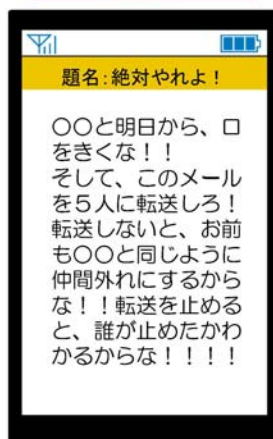 題名:絶対やれよ！
○○と明日から、口
をきくな！！
そして、このメール
を５人に転送しろ！
転送しないと、お前
も○○と同じように
仲間外れにするから
な！！転送を止める
と、誰が止めたかわ
かるからな！！！！